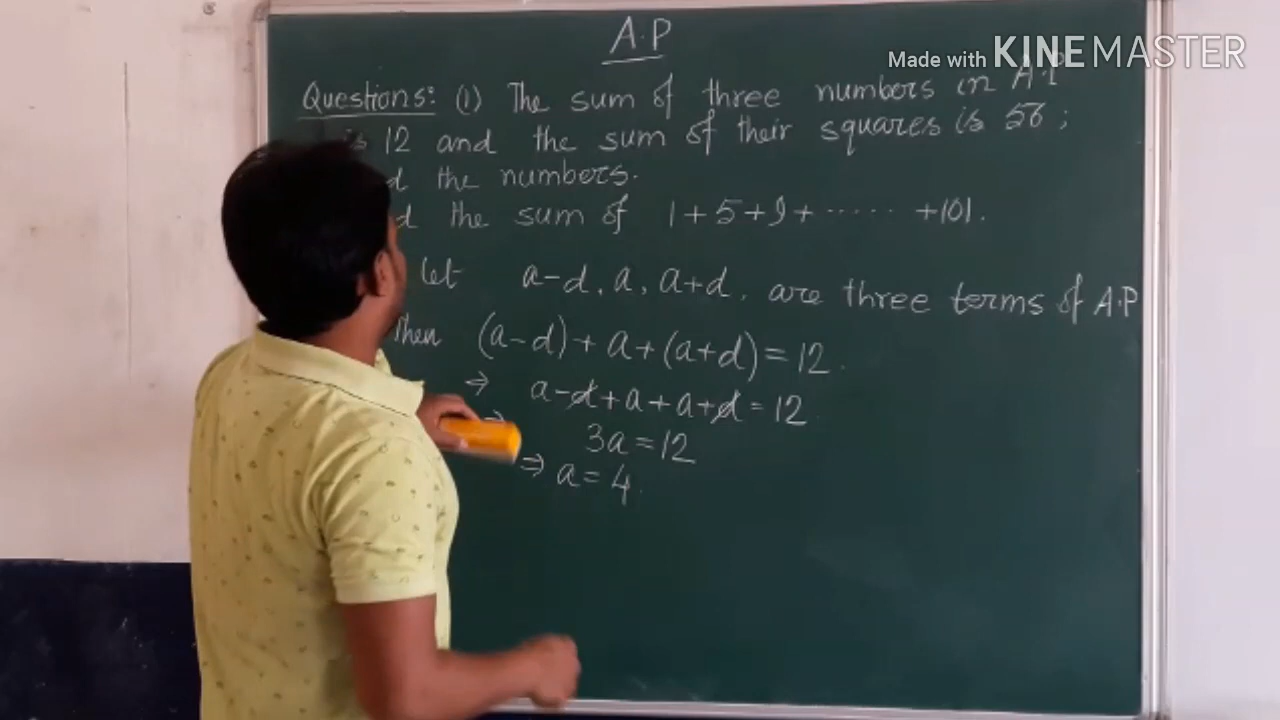 A.P
Made with KINEMASTER
Questions: (1) The sum of three numbers in A.P
is 12 and the sum of their squares is 56;
d the numbers.
d the sum of 1+5+9+ ...... +101.
Let a-d, a, a+d, are three terms of A.P
Then (a-d) + a + (a+d) = 12.
⇒ a-d+a+a+d = 12
⇒ 3a = 12
⇒ a = 4.